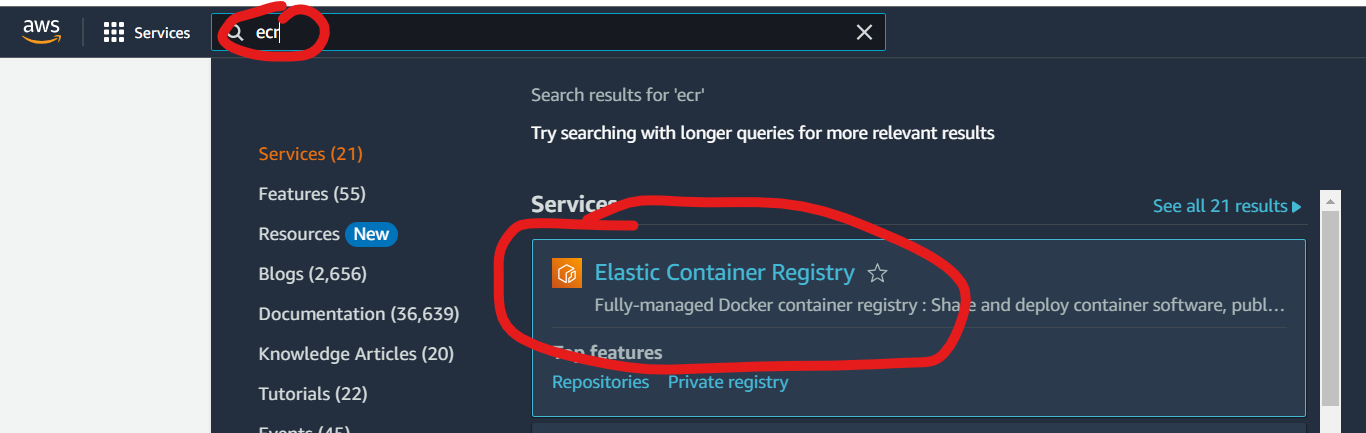 aws Services ecr
Search results for 'ecr'
Try searching with longer queries for more relevant results
Services (21)
Features (55)
Resources New
Blogs (2,656)
Documentation (36,639)
Knowledge Articles (20)
Tutorials (22)
Events (45)
Services See all 21 results
Elastic Container Registry
Fully-managed Docker container registry : Share and deploy container software, publ...
Top features
Repositories Private registry